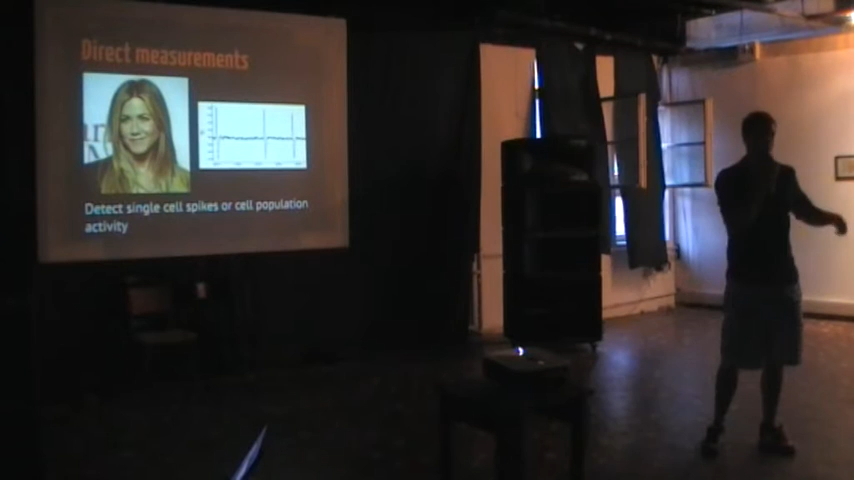 Direct measurements
Detect single cell spikes or cell population
activity